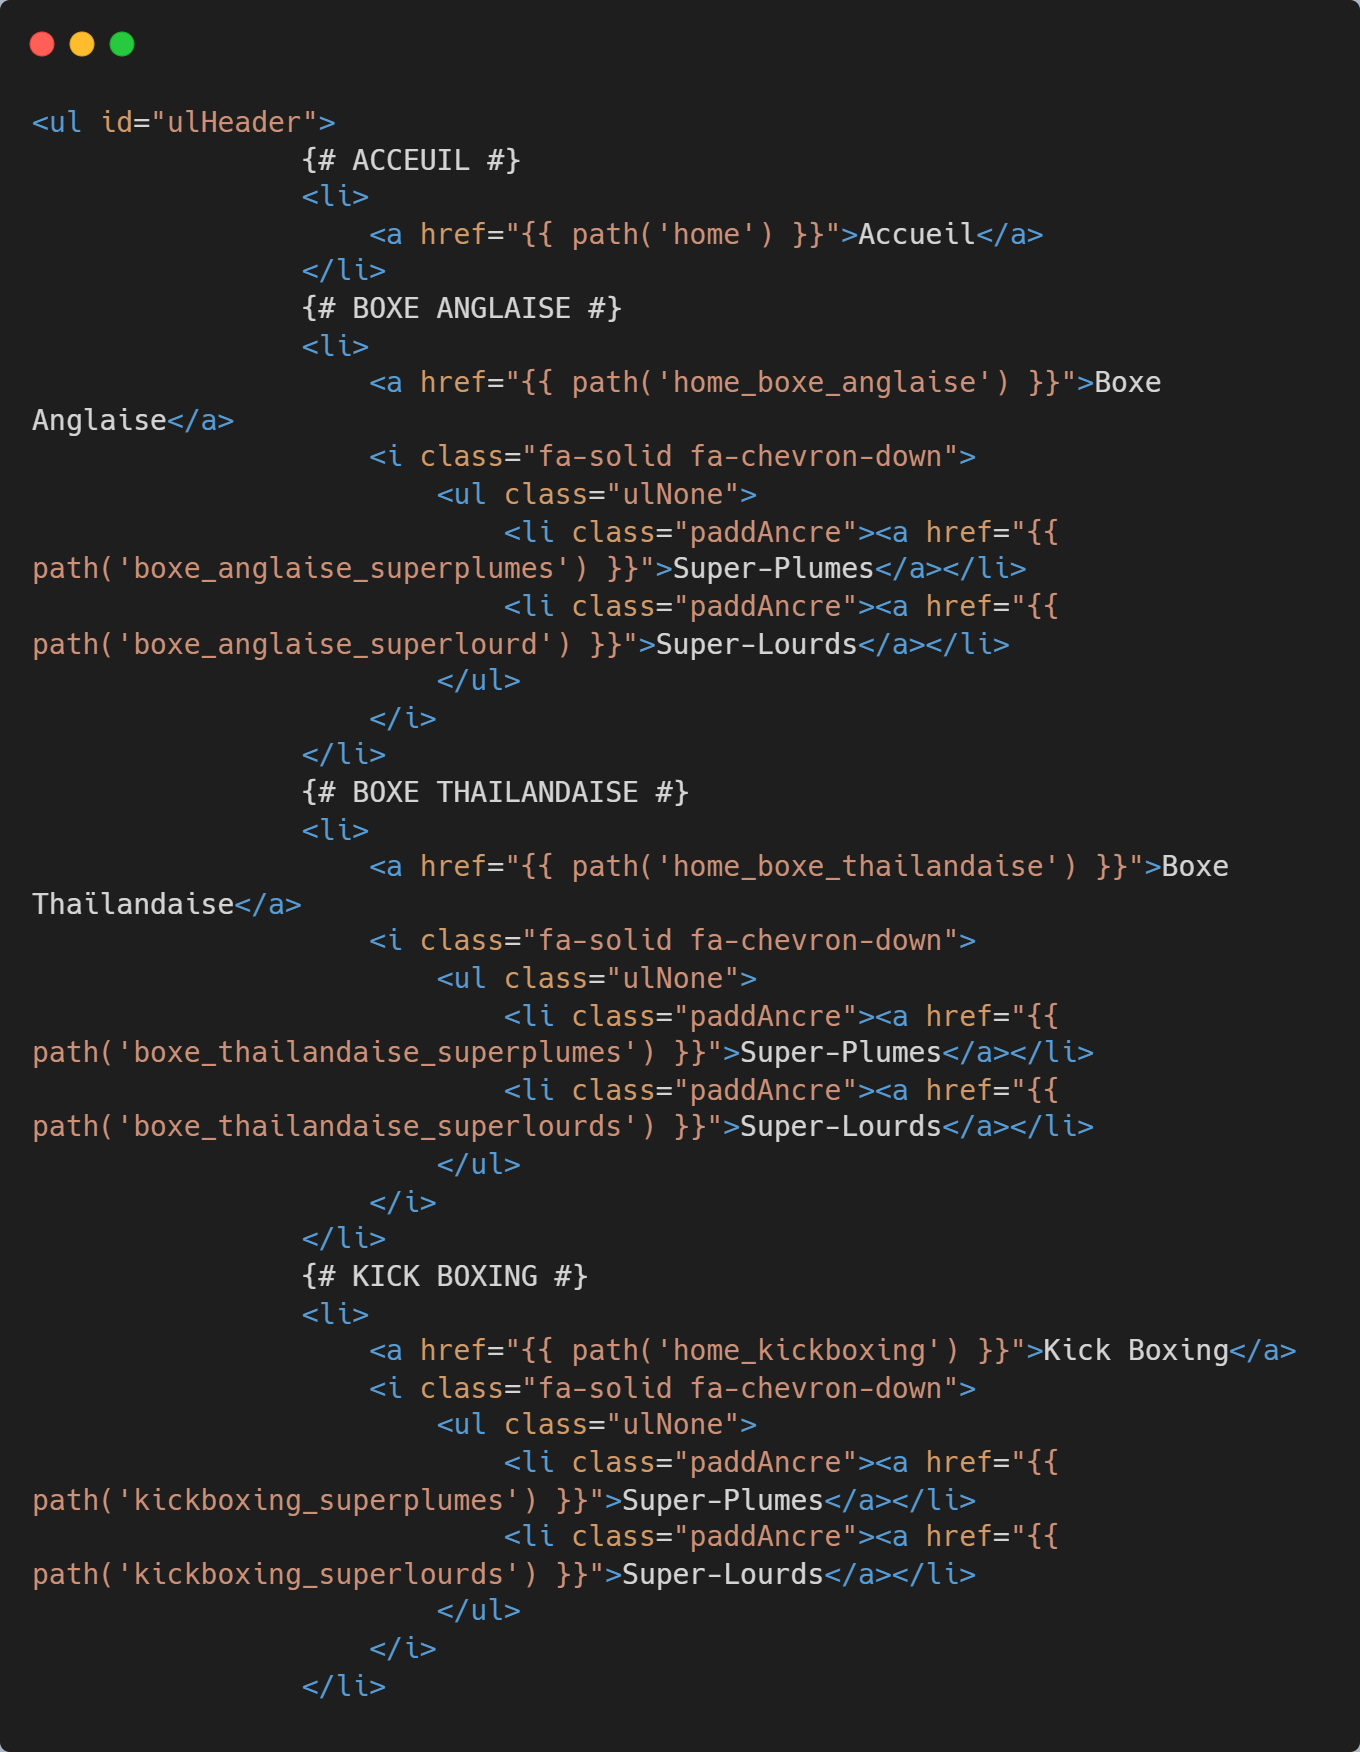 <ul id="ulHeader">
                {# ACCEUIL #}
                <li>
                    <a href="{{ path('home') }}">Accueil</a>
                </li>
                {# BOXE ANGLAISE #}
                <li>
                    <a href="{{ path('home_boxe_anglaise') }}">Boxe
Anglaise</a>
                    <i class="fa-solid fa-chevron-down">
                        <ul class="ulNone">
                            <li class="paddAncre"><a href="{{
path('boxe_anglaise_superplumes') }}">Super-Plumes</a></li>
                            <li class="paddAncre"><a href="{{
path('boxe_anglaise_superlourd') }}">Super-Lourds</a></li>
                        </ul>
                    </i>
                </li>
                {# BOXE THAILANDAISE #}
                <li>
                    <a href="{{ path('home_boxe_thailandaise') }}">Boxe
Thaïlandaise</a>
                    <i class="fa-solid fa-chevron-down">
                        <ul class="ulNone">
                            <li class="paddAncre"><a href="{{
path('boxe_thailandaise_superplumes') }}">Super-Plumes</a></li>
                            <li class="paddAncre"><a href="{{
path('boxe_thailandaise_superlourds') }}">Super-Lourds</a></li>
                        </ul>
                    </i>
                </li>
                {# KICK BOXING #}
                <li>
                    <a href="{{ path('home_kickboxing') }}">Kick Boxing</a>
                    <i class="fa-solid fa-chevron-down">
                        <ul class="ulNone">
                            <li class="paddAncre"><a href="{{
path('kickboxing_superplumes') }}">Super-Plumes</a></li>
                            <li class="paddAncre"><a href="{{
path('kickboxing_superlourds') }}">Super-Lourds</a></li>
                        </ul>
                    </i>
                </li>